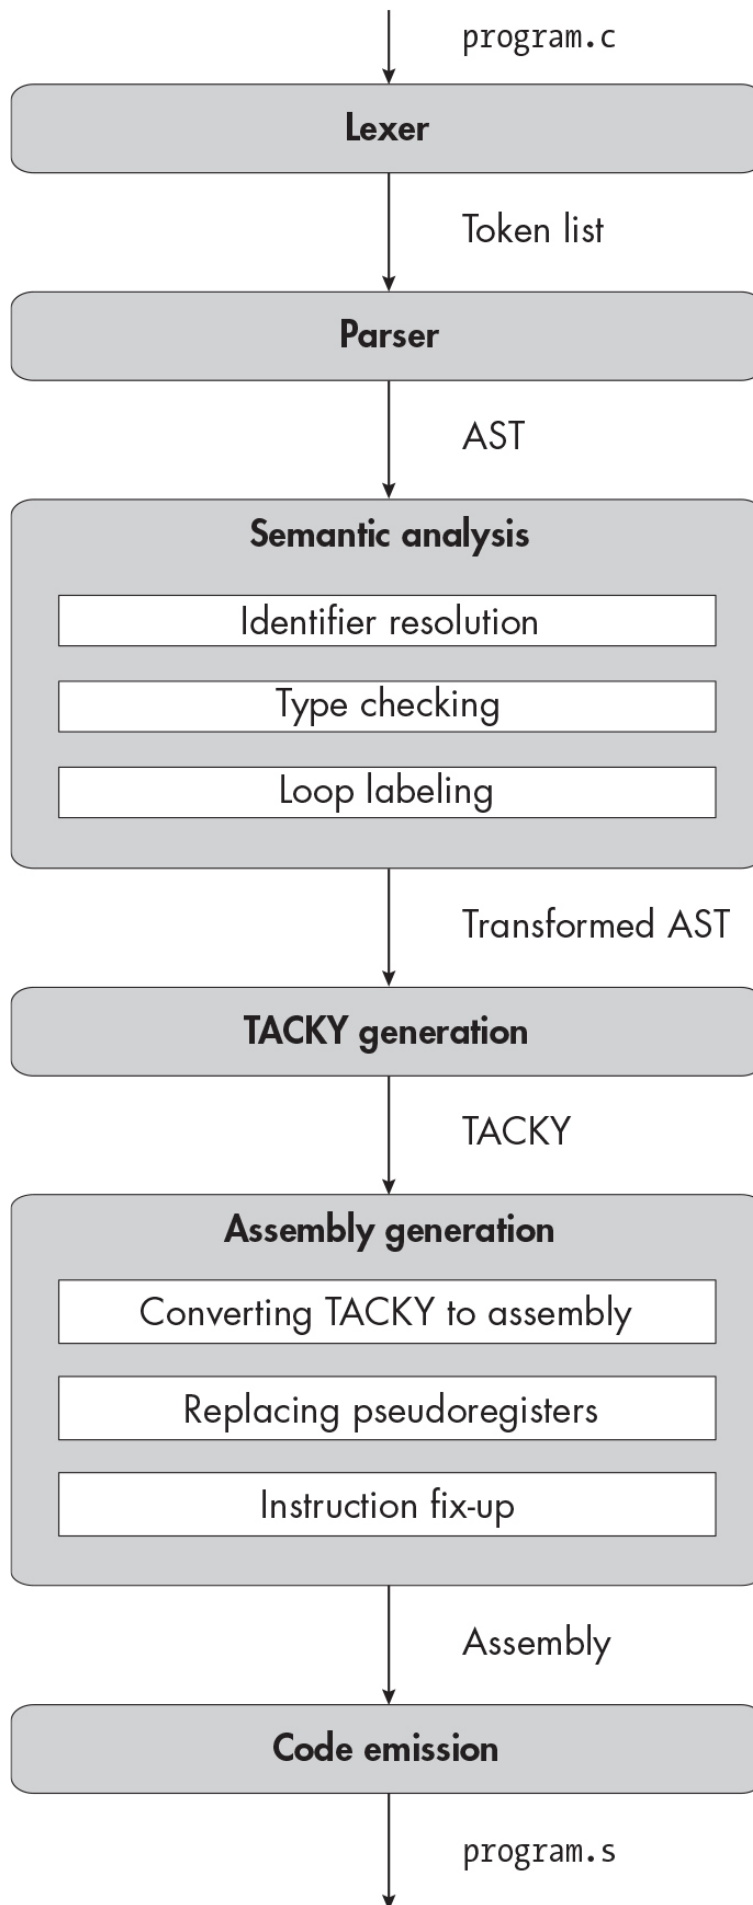 program.c
Lexer
Token list
Parser
AST
Semantic analysis
Identifier resolution
Type checking
Loop labeling
Transformed AST
TACKY generation
TACKY
Assembly generation
Converting TACKY to assembly
Replacing pseudoregisters
Instruction fix-up
Assembly
Code emission
program.s